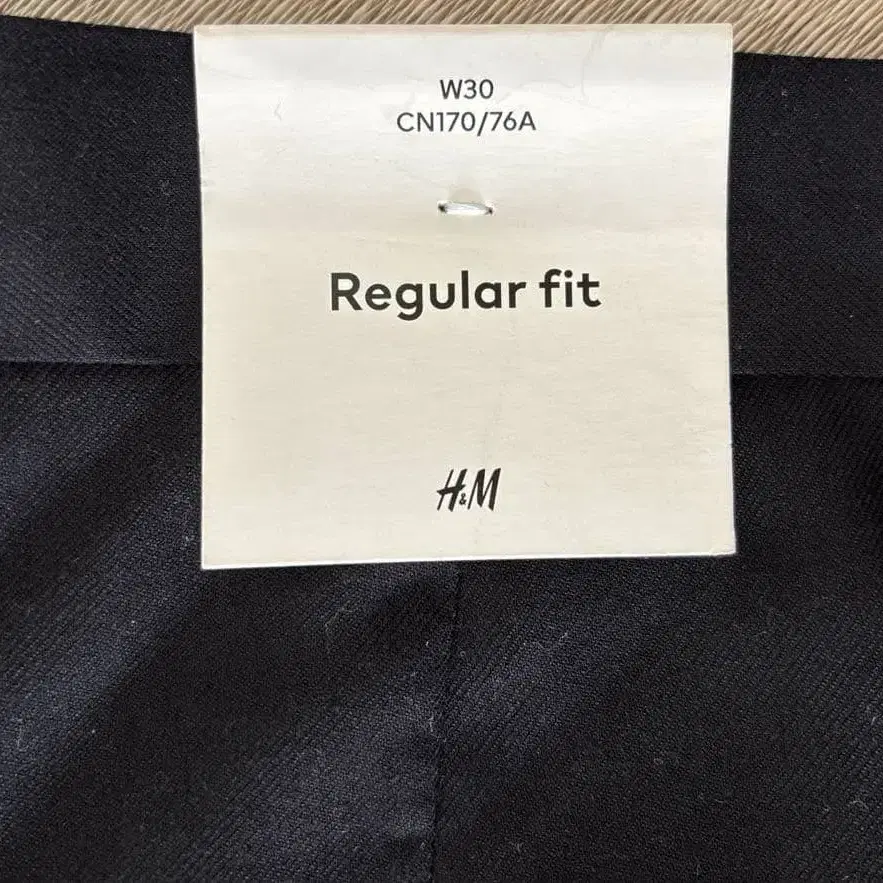 W30
CN170/76A
Regular fit
H&M